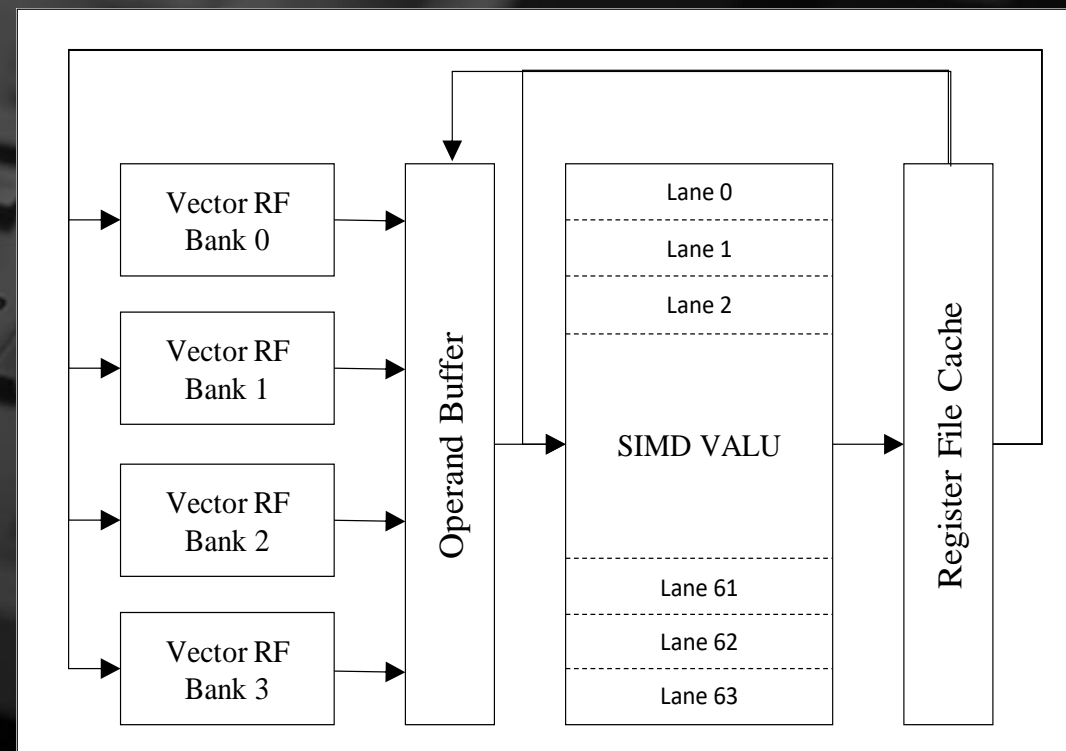 Vector RF
Bank 0
Vector RF
Bank 1
Vector RF
Bank 2
Vector RF
Bank 3
Operand Buffer
Lane 0
Lane 1
Lane 2
SIMD VALU
Lane 61
Lane 62
Lane 63
Register File Cache